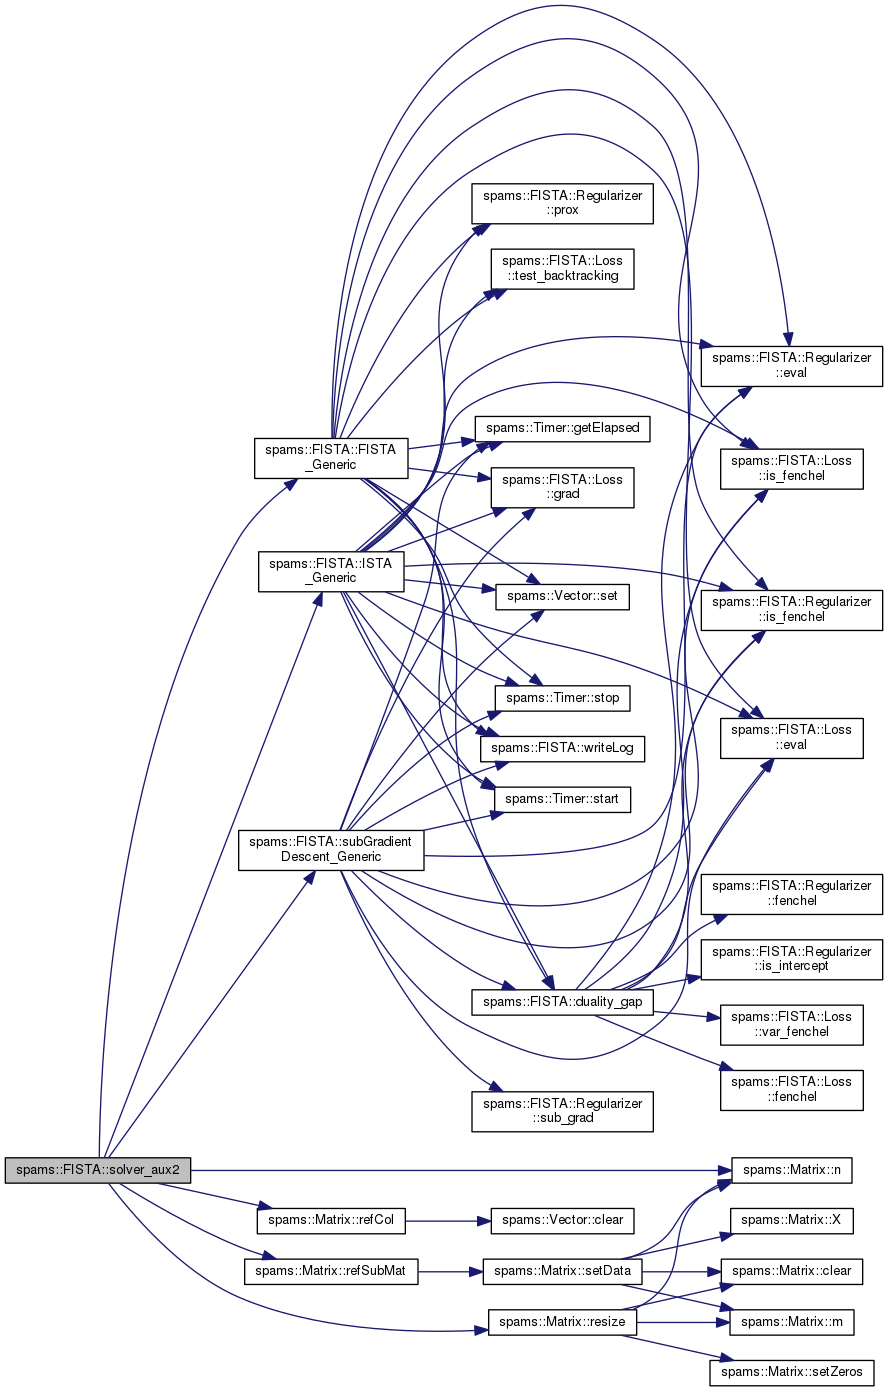 spams::FISTA::Regularizer
::prox
spams::FISTA::Loss
::test_backtracking
spams::FISTA::Regularizer
::eval
spams::Timer::getElapsed
spams::FISTA::FISTA
_Generic
spams::FISTA::Loss
::is_fenchel
spams::FISTA::Loss
::grad
spams::FISTA::ISTA
_Generic
spams::Vector::set
spams::FISTA::Regularizer
::is_fenchel
spams::Timer::stop
spams::FISTA::writeLog
spams::FISTA::Loss
::eval
spams::Timer::start
spams::FISTA::subGradient
Descent_Generic
spams::FISTA::Regularizer
::fenchel
spams::FISTA::Regularizer
::is_intercept
spams::FISTA::duality_gap
spams::FISTA::Loss
::var_fenchel
spams::FISTA::Loss
::fenchel
spams::FISTA::Regularizer
::sub_grad
spams::FISTA::solver_aux2
spams::Matrix::n
spams::Matrix::refCol
spams::Vector::clear
spams::Matrix::X
spams::Matrix::refSubMat
spams::Matrix::setData
spams::Matrix::clear
spams::Matrix::resize
spams::Matrix::m
spams::Matrix::setZeros